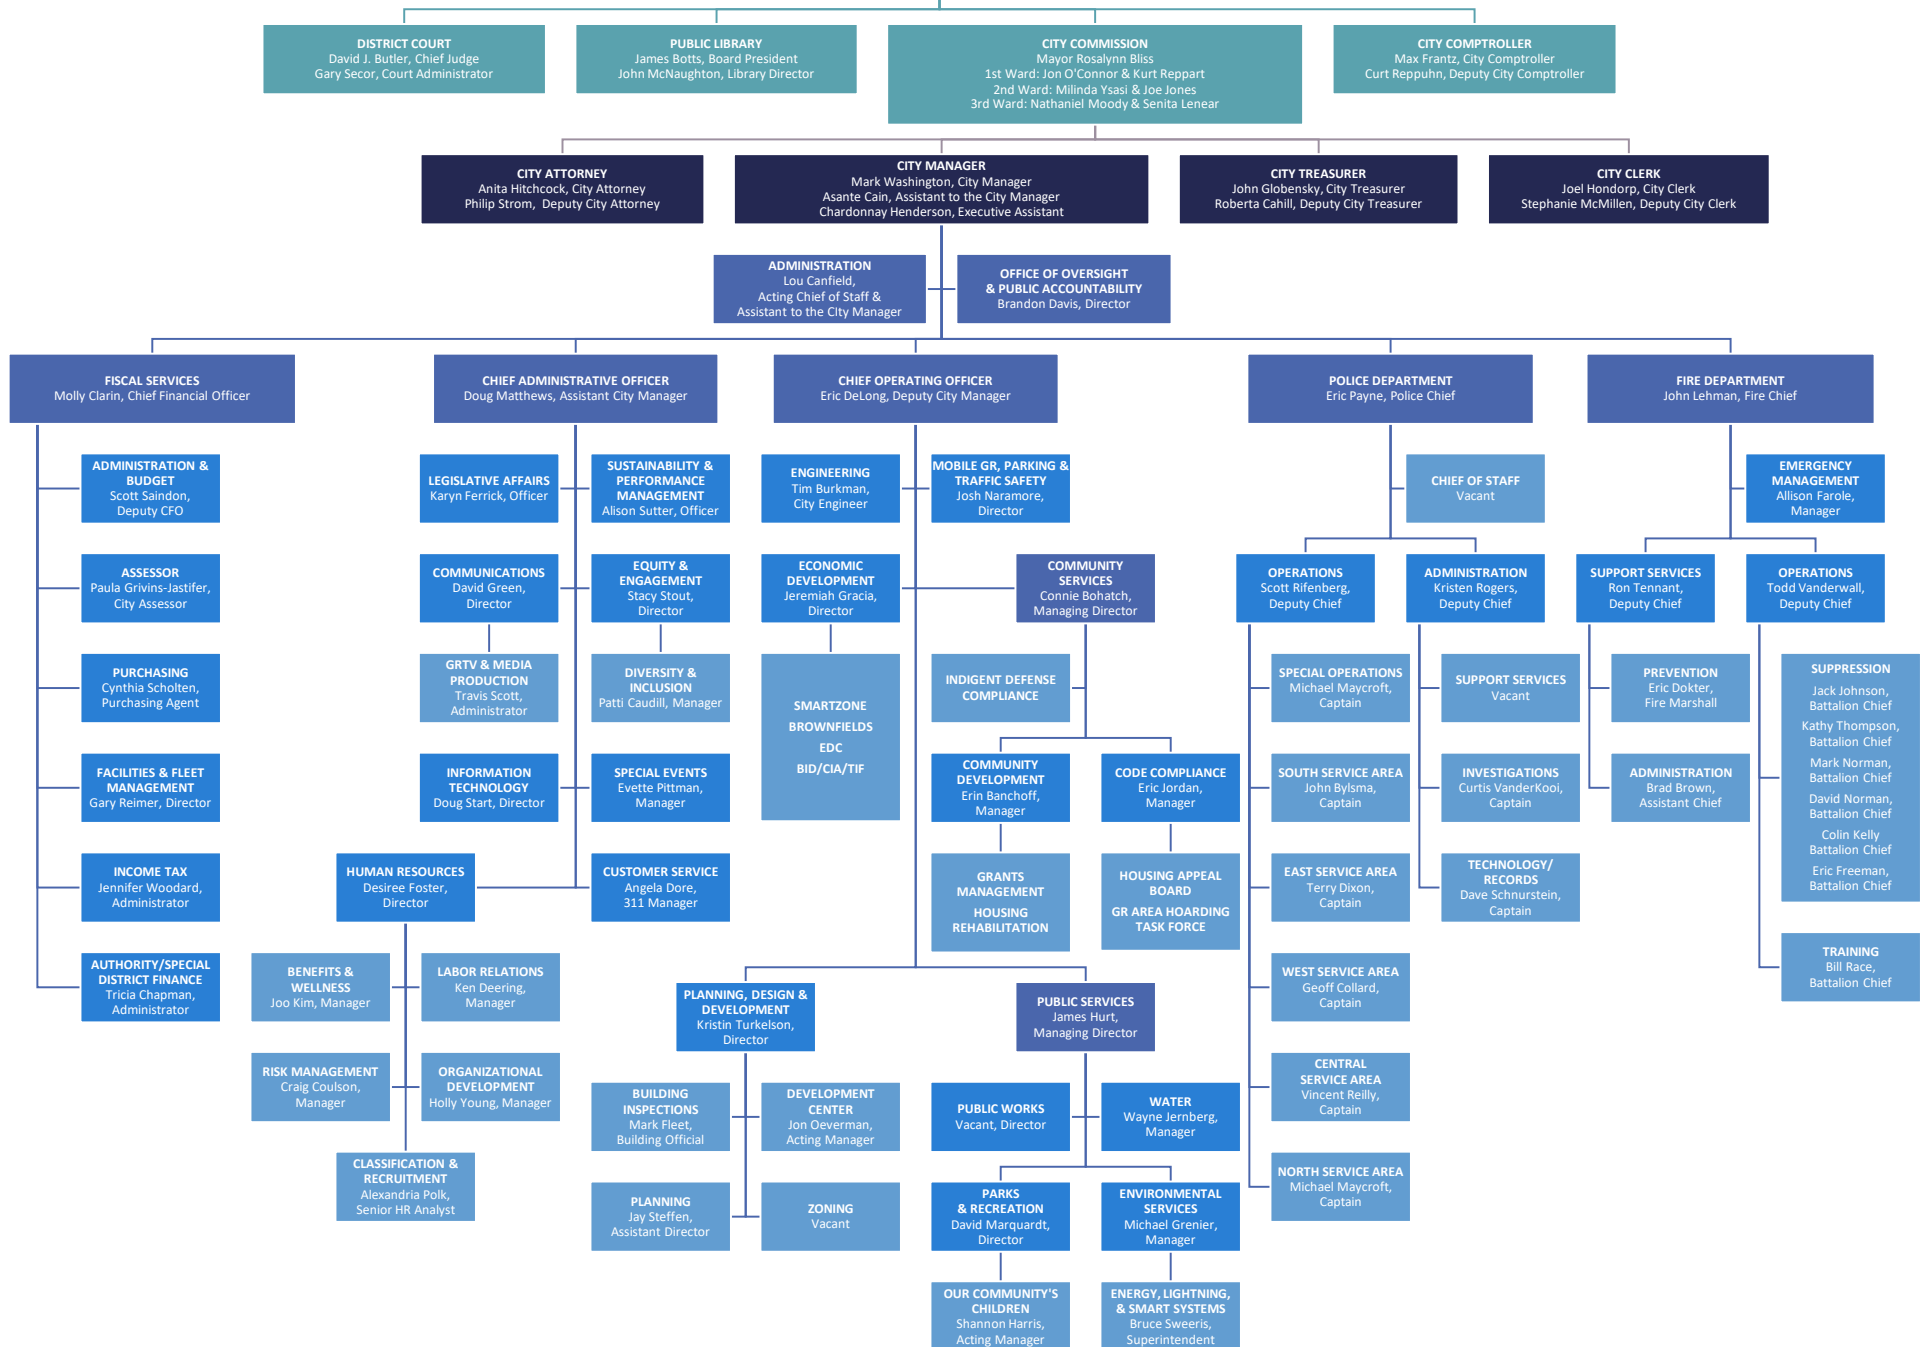 DISTRICT COURT
David J. Butler, Chief Judge
Gary Secor, Court Administrator
PUBLIC LIBRARY
James Botts, Board President
John McNaughton, Library Director
CITY COMMISSION
Mayor Rosalynn Bliss
1st Ward: Jon O'Connor & Kurt Reppart
2nd Ward: Milinda Ysasi & Joe Jones
3rd Ward: Nathaniel Moody & Senita Lenear
CITY COMPTROLLER
Max Frantz, City Comptroller
Curt Reppuhn, Deputy City Comptroller
CITY ATTORNEY
Anita Hitchcock, City Attorney
Philip Strom, Deputy City Attorney
CITY MANAGER
Mark Washington, City Manager
Asante Cain, Assistant to the City Manager
Chardonnay Henderson, Executive Assistant
CITY TREASURER
John Globensky, City Treasurer
Roberta Cahill, Deputy City Treasurer
CITY CLERK
Joel Hondorp, City Clerk
Stephanie McMillen, Deputy City Clerk
ADMINISTRATION
Lou Canfield,
Acting Chief of Staff &
Assistant to the CIty Manager
OFFICE OF OVERSIGHT
& PUBLIC ACCOUNTABILITY
Brandon Davis, Director
FISCAL SERVICES
Molly Clarin, Chief Financial Officer
CHIEF ADMINISTRATIVE OFFICER
Doug Matthews, Assistant City Manager
CHIEF OPERATING OFFICER
Eric DeLong, Deputy City Manager
POLICE DEPARTMENT
Eric Payne, Police Chief
FIRE DEPARTMENT
John Lehman, Fire Chief
ADMINISTRATION &
BUDGET
Scott Saindon,
Deputy CFO
LEGISLATIVE AFFAIRS
Karyn Ferrick, Officer
SUSTAINABILITY &
PERFORMANCE
MANAGEMENT
Alison Sutter, Officer
ENGINEERING
Tim Burkman,
City Engineer
MOBILE GR, PARKING &
TRAFFIC SAFETY
Josh Naramore,
Director
CHIEF OF STAFF
Vacant
EMERGENCY
MANAGEMENT
Allison Farole,
Manager
ASSESSOR
Paula Grivins-Jastifer,
City Assessor
COMMUNICATIONS
David Green,
Director
EQUITY &
ENGAGEMENT
Stacy Stout,
Director
ECONOMIC
DEVELOPMENT
Jeremiah Gracia,
Director
COMMUNITY
SERVICES
Connie Bohatch,
Managing Director
OPERATIONS
Scott Rifenberg,
Deputy Chief
ADMINISTRATION
Kristen Rogers,
Deputy Chief
SUPPORT SERVICES
Ron Tennant,
Deputy Chief
OPERATIONS
Todd Vanderwall,
Deputy Chief
PURCHASING
Cynthia Scholten,
Purchasing Agent
GRTV & MEDIA
PRODUCTION
Travis Scott,
Administrator
DIVERSITY &
INCLUSION
Patti Caudill, Manager
SMARTZONE
BROWNFIELDS
EDC
BID/CIA/TIF
INDIGENT DEFENSE
COMPLIANCE
SPECIAL OPERATIONS
Michael Maycroft,
Captain
SUPPORT SERVICES
Vacant
PREVENTION
Eric Dokter,
Fire Marshall
SUPPRESSION
Jack Johnson,
Battalion Chief
Kathy Thompson,
Battalion Chief
Mark Norman,
Battalion Chief
David Norman,
Battalion Chief
Colin Kelly
Battalion Chief
Eric Freeman,
Battalion Chief
FACILITIES & FLEET
MANAGEMENT
Gary Reimer, Director
INFORMATION
TECHNOLOGY
Doug Start, Director
SPECIAL EVENTS
Evette Pittman,
Manager
COMMUNITY
DEVELOPMENT
Erin Banchoff,
Manager
CODE COMPLIANCE
Eric Jordan,
Manager
SOUTH SERVICE AREA
John Bylsma,
Captain
INVESTIGATIONS
Curtis VanderKooi,
Captain
ADMINISTRATION
Brad Brown,
Assistant Chief
INCOME TAX
Jennifer Woodard,
Administrator
HUMAN RESOURCES
Desiree Foster,
Director
CUSTOMER SERVICE
Angela Dore,
311 Manager
GRANTS
MANAGEMENT
HOUSING
REHABILITATION
HOUSING APPEAL
BOARD
GR AREA HOARDING
TASK FORCE
EAST SERVICE AREA
Terry Dixon,
Captain
TECHNOLOGY/
RECORDS
Dave Schnurstein,
Captain
AUTHORITY/SPECIAL
DISTRICT FINANCE
Tricia Chapman,
Administrator
BENEFITS &
WELLNESS
Joo Kim, Manager
LABOR RELATIONS
Ken Deering,
Manager
PLANNING, DESIGN &
DEVELOPMENT
Kristin Turkelson,
Director
PUBLIC SERVICES
James Hurt,
Managing Director
WEST SERVICE AREA
Geoff Collard,
Captain
TRAINING
Bill Race,
Battalion Chief
RISK MANAGEMENT
Craig Coulson,
Manager
ORGANIZATIONAL
DEVELOPMENT
Holly Young, Manager
BUILDING
INSPECTIONS
Mark Fleet,
Building Official
DEVELOPMENT
CENTER
Jon Oeverman,
Acting Manager
PUBLIC WORKS
Vacant, Director
WATER
Wayne Jernberg,
Manager
CENTRAL
SERVICE AREA
Vincent Reilly,
Captain
CLASSIFICATION &
RECRUITMENT
Alexandria Polk,
Senior HR Analyst
PLANNING
Jay Steffen,
Assistant Director
ZONING
Vacant
PARKS
& RECREATION
David Marquardt,
Director
ENVIRONMENTAL
SERVICES
Michael Grenier,
Manager
NORTH SERVICE AREA
Michael Maycroft,
Captain
OUR COMMUNITY'S
CHILDREN
Shannon Harris,
Acting Manager
ENERGY, LIGHTNING,
& SMART SYSTEMS
Bruce Sweeris,
Superintendent